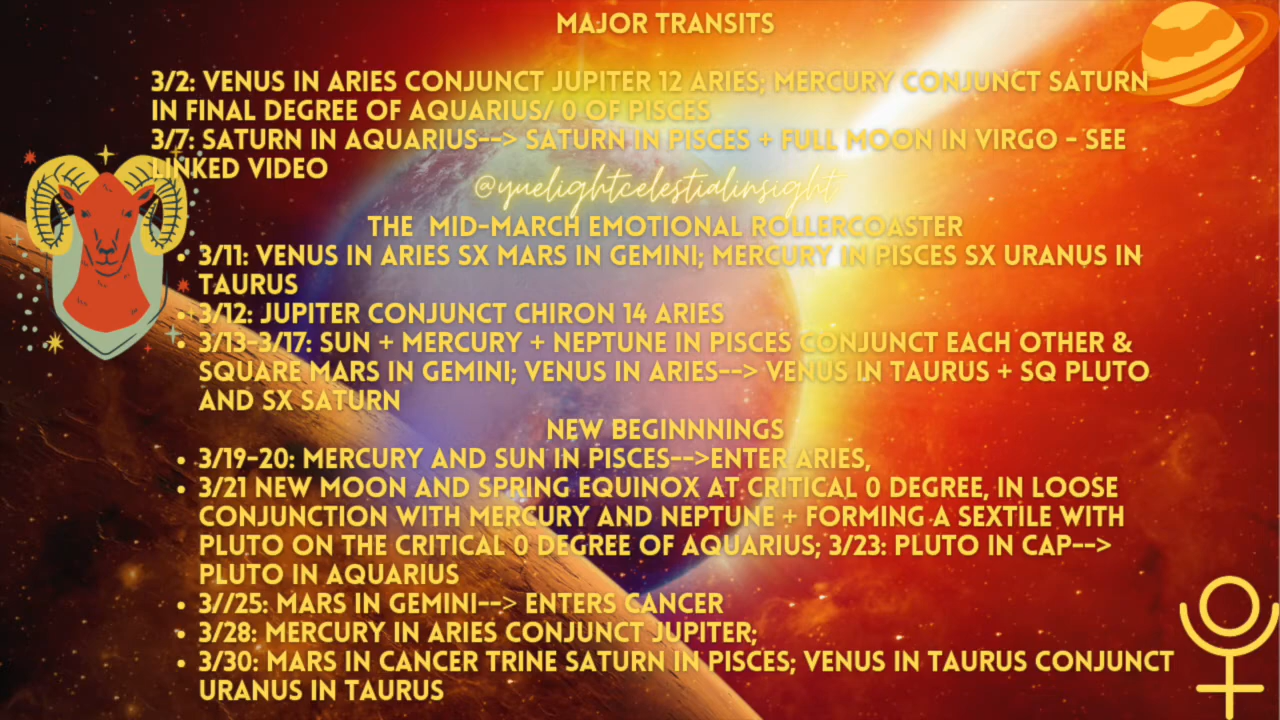 MAJOR TRANSITS
3/2: VENUS IN ARIES CONJUNCT JUPITER 12 ARIES; MERCURY CONJUNCT SATURN
IN FINAL DEGREE OF AQUARIUS/ 0 OF PISCES
3/7: SATURN IN AQUARIUS--> SATURN IN PISCES + FULL MOON IN VIRGO - SEE
LINKED VIDEO
@yuelightcelestialinsight
THE MID-MARCH EMOTIONAL ROLLERCOASTER
• 3/11: VENUS IN ARIES SX MARS IN GEMINI; MERCURY IN PISCES SX URANUS IN
TAURUS
• 3/12: JUPITER CONJUNCT CHIRON 14 ARIES
• 3/13-3/17: SUN + MERCURY + NEPTUNE IN PISCES CONJUNCT EACH OTHER &
SQUARE MARS IN GEMINI; VENUS IN ARIES--> VENUS IN TAURUS + SQ PLUTO
AND SX SATURN
NEW BEGINNNINGS
• 3/19-20: MERCURY AND SUN IN PISCES-->ENTER ARIES,
• 3/21 NEW MOON AND SPRING EQUINOX AT CRITICAL 0 DEGREE, IN LOOSE
CONJUNCTION WITH MERCURY AND NEPTUNE + FORMING A SEXTILE WITH
PLUTO ON THE CRITICAL 0 DEGREE OF AQUARIUS; 3/23: PLUTO IN CAP-->
PLUTO IN AQUARIUS
• 3//25: MARS IN GEMINI--> ENTERS CANCER
• 3/28: MERCURY IN ARIES CONJUNCT JUPITER;
• 3/30: MARS IN CANCER TRINE SATURN IN PISCES; VENUS IN TAURUS CONJUNCT
URANUS IN TAURUS